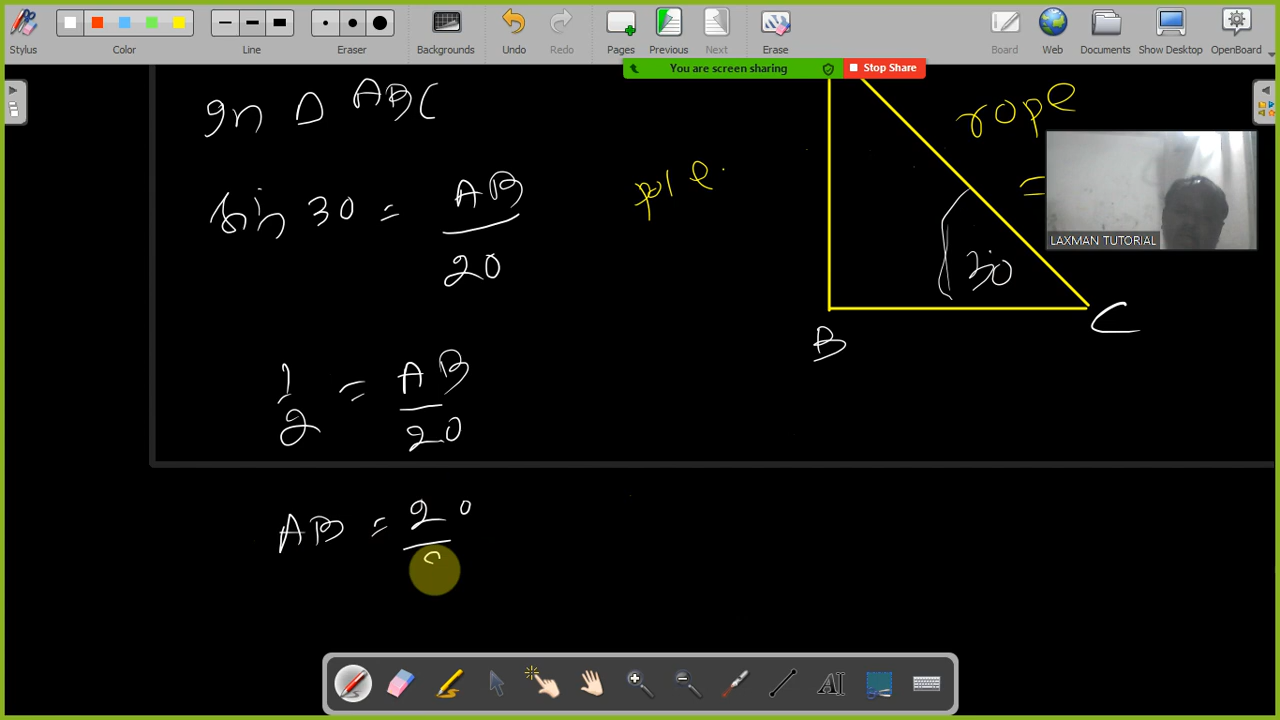 Stylus
Color
Line
Eraser
Backgrounds
Undo
Redo
Pages
Previous
Next
Erase
Board
Web
Documents
Show Desktop
OpenBoard
You are screen sharing
Stop Share
In Δ ABC
sin 30 = AB
20
1 = AB
2 20
AB = 20
pole
rope
=
30
B
C
LAXMAN TUTORIAL
AI